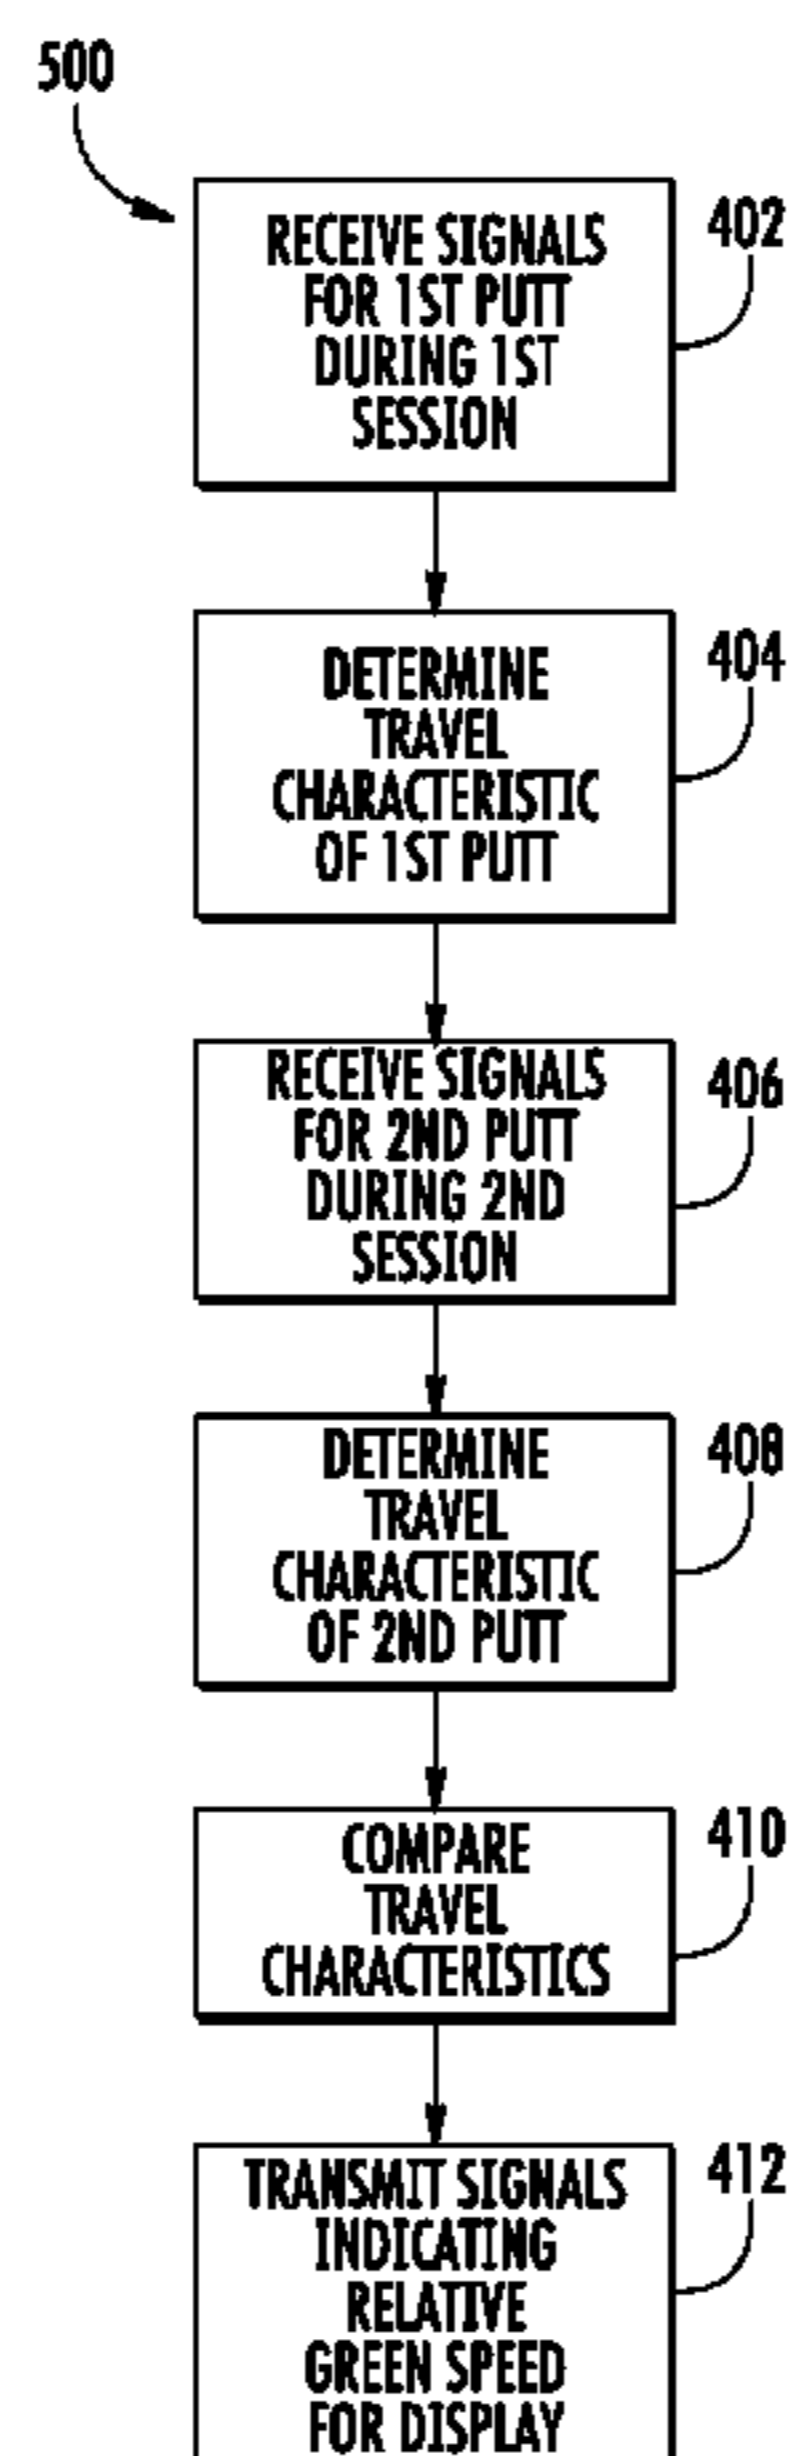 500
RECEIVE SIGNALS
FOR 1ST PUTT
DURING 1ST
SESSION
402
DETERMINE
TRAVEL
CHARACTERISTIC
OF 1ST PUTT
404
RECEIVE SIGNALS
FOR 2ND PUTT
DURING 2ND
SESSION
406
DETERMINE
TRAVEL
CHARACTERISTIC
OF 2ND PUTT
408
COMPARE
TRAVEL
CHARACTERISTICS
410
TRANSMIT SIGNALS
INDICATING
RELATIVE
GREEN SPEED
FOR DISPLAY
412